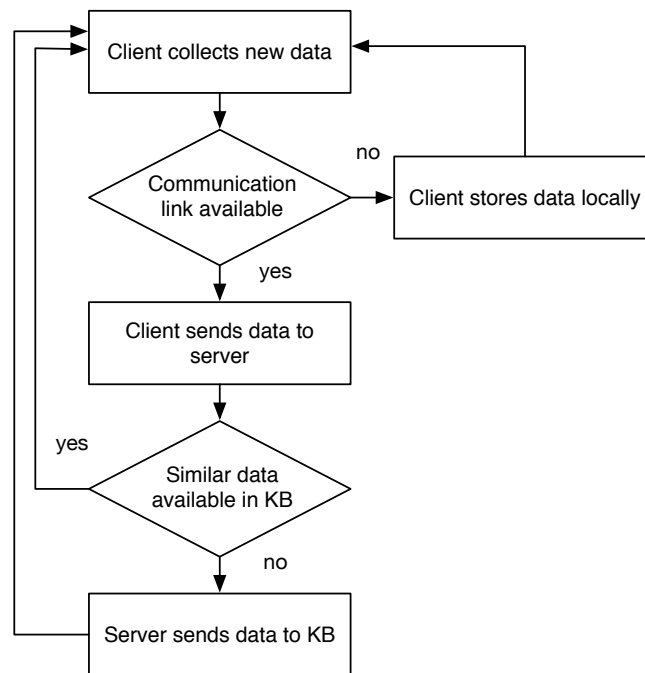 Client collects new data
Communication
link available
no
Client stores data locally
yes
Client sends data to
server
yes
Similar data
available in KB
no
Server sends data to KB